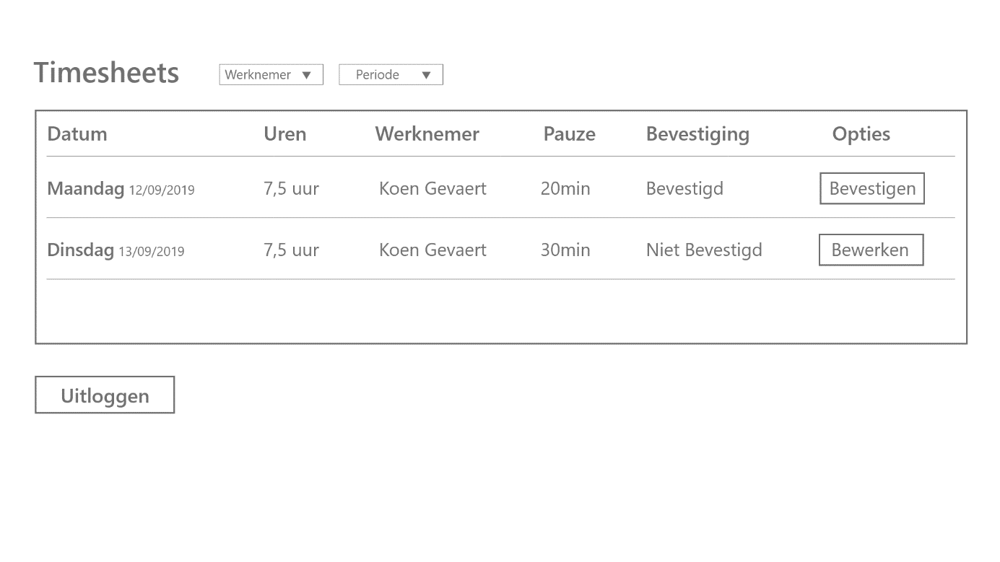 Timesheets Werknemer ▼ Periode ▼
Datum Uren Werknemer Pauze Bevestiging Opties
Maandag 12/09/2019 7,5 uur Koen Gevaert 20min Bevestigd Bevestigen
Dinsdag 13/09/2019 7,5 uur Koen Gevaert 30min Niet Bevestigd Bewerken
Uitloggen